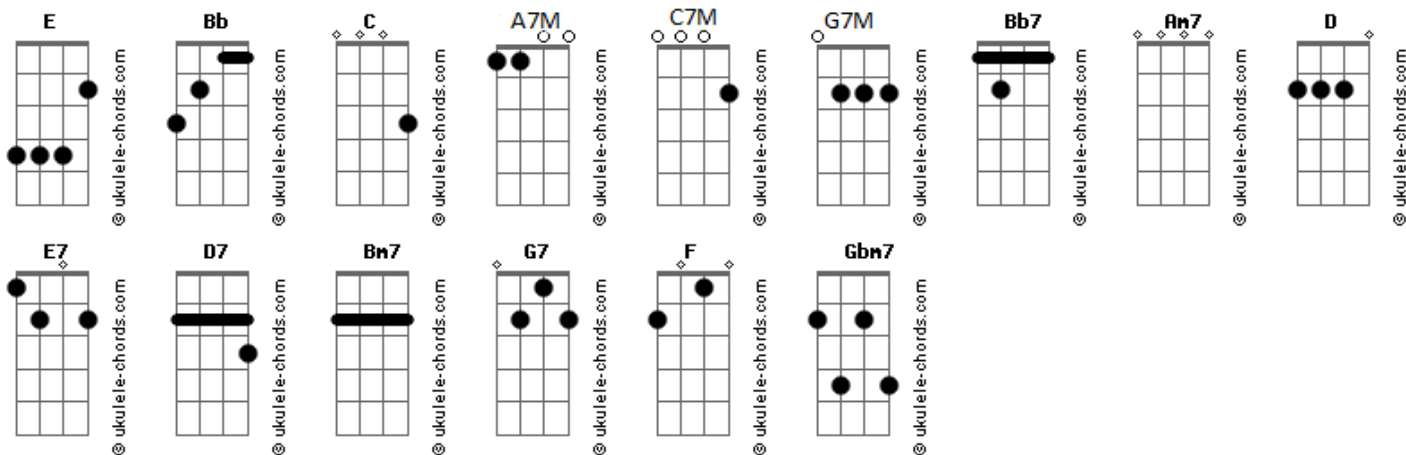 E Bb C A7M C7M G7M Bb7 Am7 D
© ukulele-chords.com © ukulele-chords.com © ukulele-chords.com © ukulele-chords.com © ukulele-chords.com © ukulele-chords.com © ukulele-chords.com © ukulele-chords.com © ukulele-chords.com
E7 D7 Bm7 G7 F Gbm7
© ukulele-chords.com © ukulele-chords.com © ukulele-chords.com © ukulele-chords.com © ukulele-chords.com © ukulele-chords.com